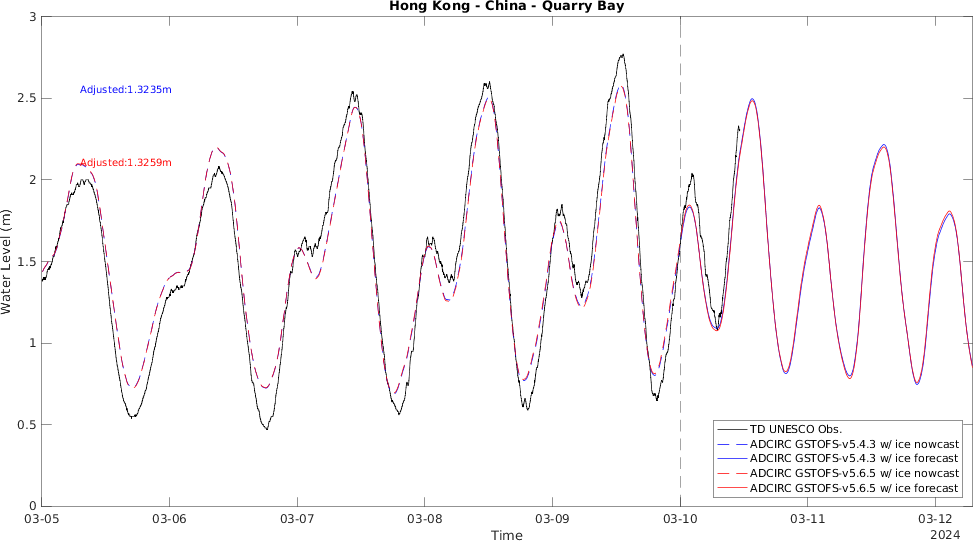 Hong Kong - China - Quarry Bay
3
2.5
2
1.5
1
0.5
0
Water Level (m)
Adjusted:1.3235m
Adjusted:1.3259m
TD UNESCO Obs.
ADCIRC GSTOFS-v5.4.3 w/ ice nowcast
ADCIRC GSTOFS-v5.4.3 w/ ice forecast
ADCIRC GSTOFS-v5.6.5 w/ ice nowcast
ADCIRC GSTOFS-v5.6.5 w/ ice forecast
03-05 03-06 03-07 03-08 03-09 03-10 03-11 03-12
Time
2024